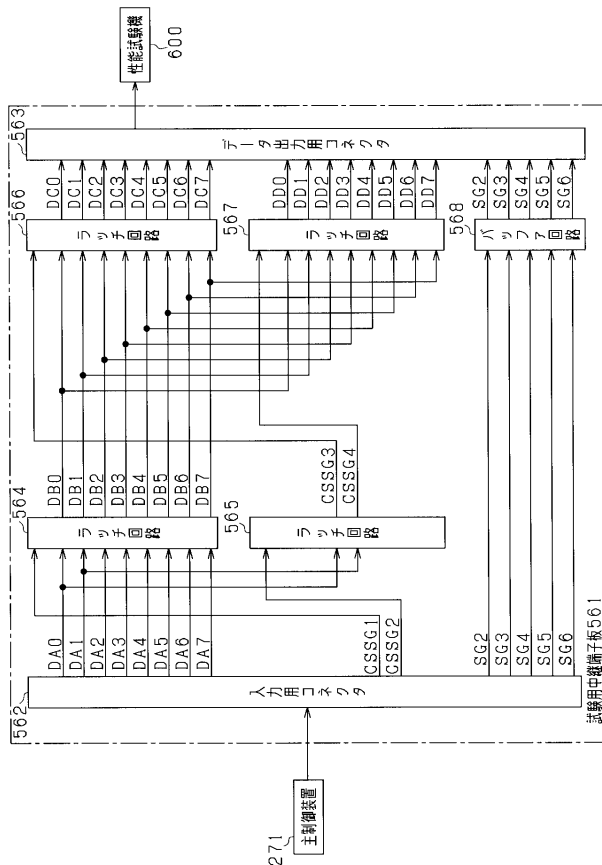 271
主制御装置
562
入力用コネクタ
DA0
DA1
DA2
DA3
DA4
DA5
DA6
DA7
CSSG1
CSSG2
SG2
SG3
SG4
SG5
SG6
564
ラッチ回路
565
ラッチ回路
DB0
DB1
DB2
DB3
DB4
DB5
DB6
DB7
CSSG3
CSSG4
566
ラッチ回路
567
ラッチ回路
568
バッファ回路
DC0
DC1
DC2
DC3
DC4
DC5
DC6
DC7
DD0
DD1
DD2
DD3
DD4
DD5
DD6
DD7
SG2
SG3
SG4
SG5
SG6
563
データ出力用コネクタ
性能試験機
600
試験用中継端子板561